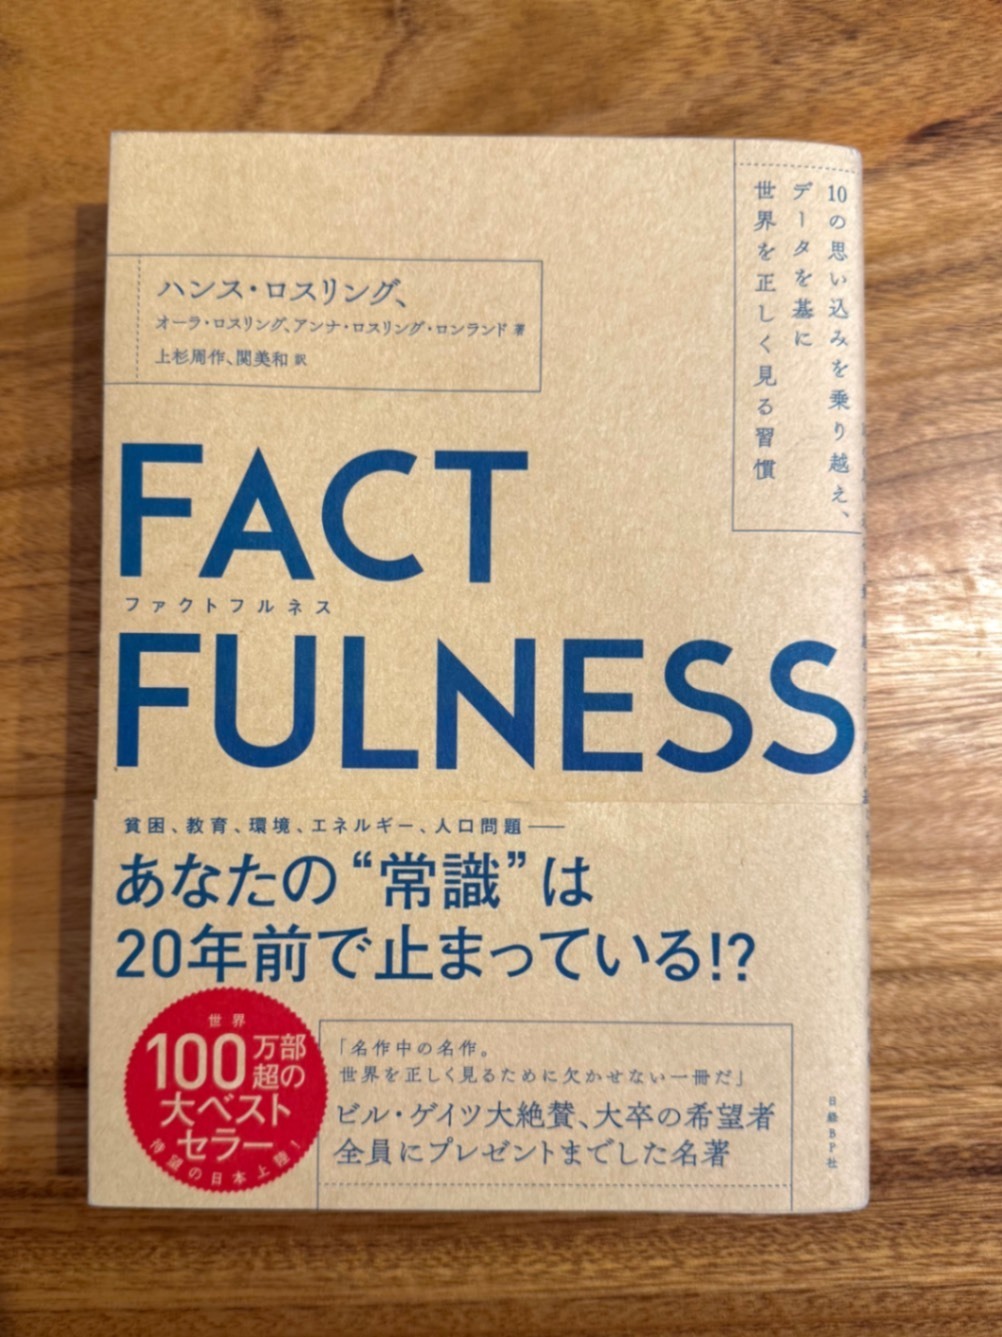 10の思い込みを乗り越え、
データを基に
世界を正しく見る習慣
ハンス・ロスリング、
オーラ・ロスリング、アンナ・ロスリング・ロンランド 著
上杉周作、関美和 訳
FACT
ファクトフルネス
FULNESS
貧困、教育、環境、エネルギー、人口問題──
あなたの“常識”は
20年前で止まっている!?
世界
100万部
超の
大ベスト
セラー
待望の日本上陸!
「名作中の名作。
世界を正しく見るために欠かせない一冊だ」
ビル・ゲイツ大絶賛、大卒の希望者
全員にプレゼントまでした名著
日経BP社